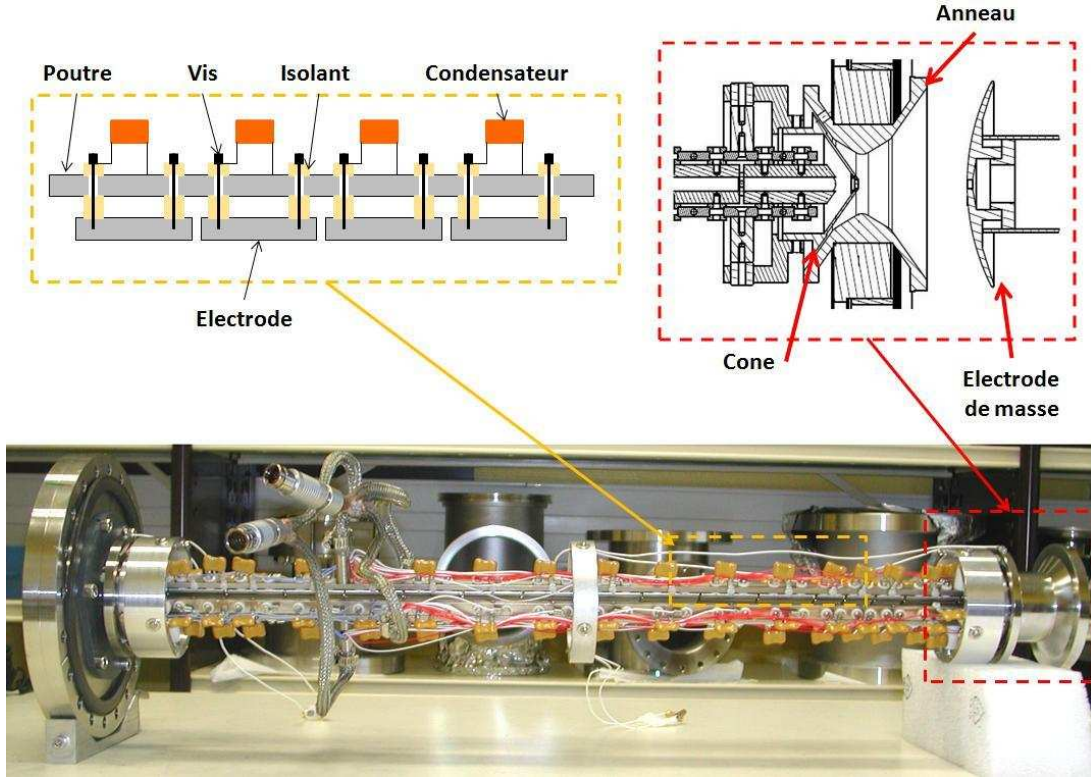 Anneau
Poutre
Vis
Isolant
Condensateur
Electrode
Cone
Electrode
de masse